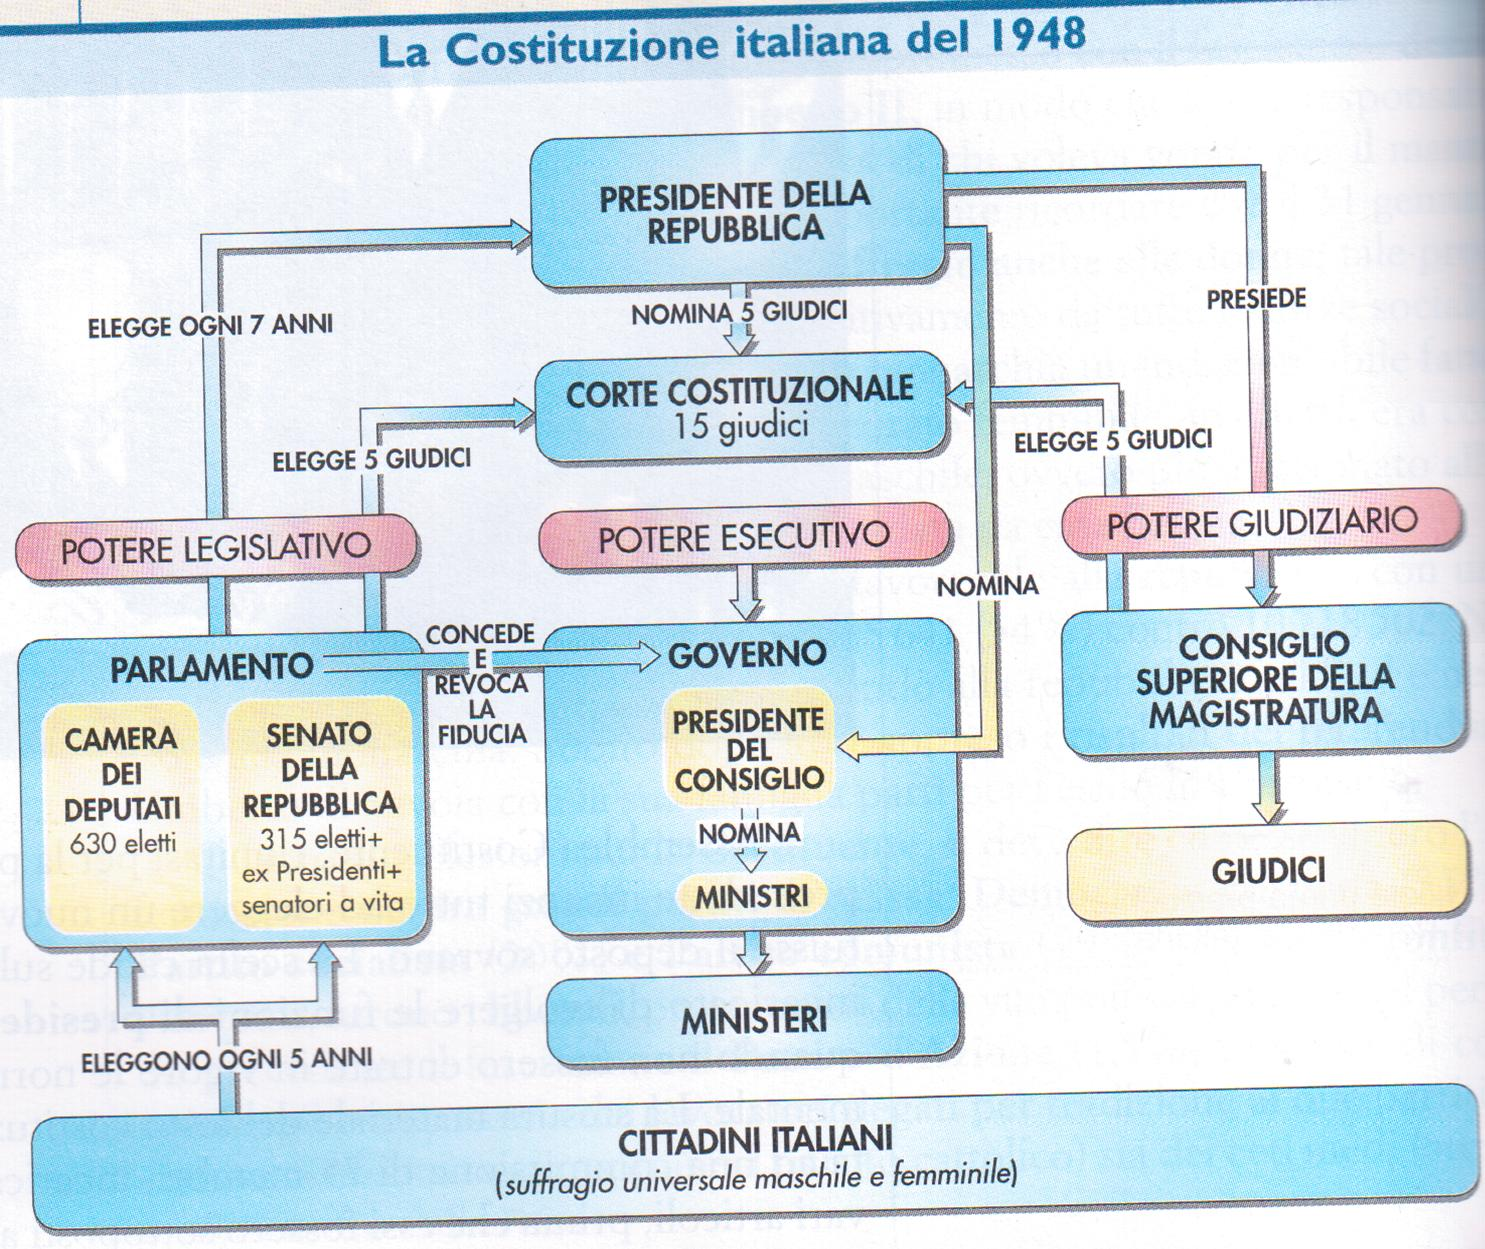 La Costituzione italiana del 1948
PRESIDENTE DELLA
REPUBBLICA
ELEGGE OGNI 7 ANNI
NOMINA 5 GIUDICI
PRESIEDE
CORTE COSTITUZIONALE
15 giudici
ELEGGE 5 GIUDICI
ELEGGE 5 GIUDICI
POTERE LEGISLATIVO
POTERE ESECUTIVO
POTERE GIUDIZIARIO
NOMINA
PARLAMENTO
CONCEDE
E
REVOCA
LA
FIDUCIA
GOVERNO
CAMERA
DEI
DEPUTATI
630 eletti
SENATO
DELLA
REPUBBLICA
315 eletti+
ex Presidenti+
senatori a vita
PRESIDENTE
DEL
CONSIGLIO
NOMINA
MINISTRI
CONSIGLIO
SUPERIORE DELLA
MAGISTRATURA
GIUDICI
MINISTERI
ELEGGONO OGNI 5 ANNI
CITTADINI ITALIANI
(suffragio universale maschile e femminile)